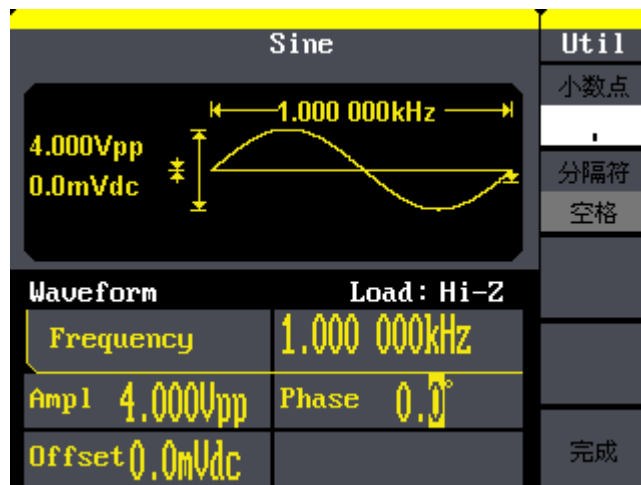 Sine
Util
小数点
.
分隔符
空格
完成
1.000 000kHz
4.000Vpp
0.0mVdc
Waveform Load: Hi-Z
Frequency 1.000 000kHz
Ampl 4.000Vpp Phase 0.0°
Offset 0.0mVdc